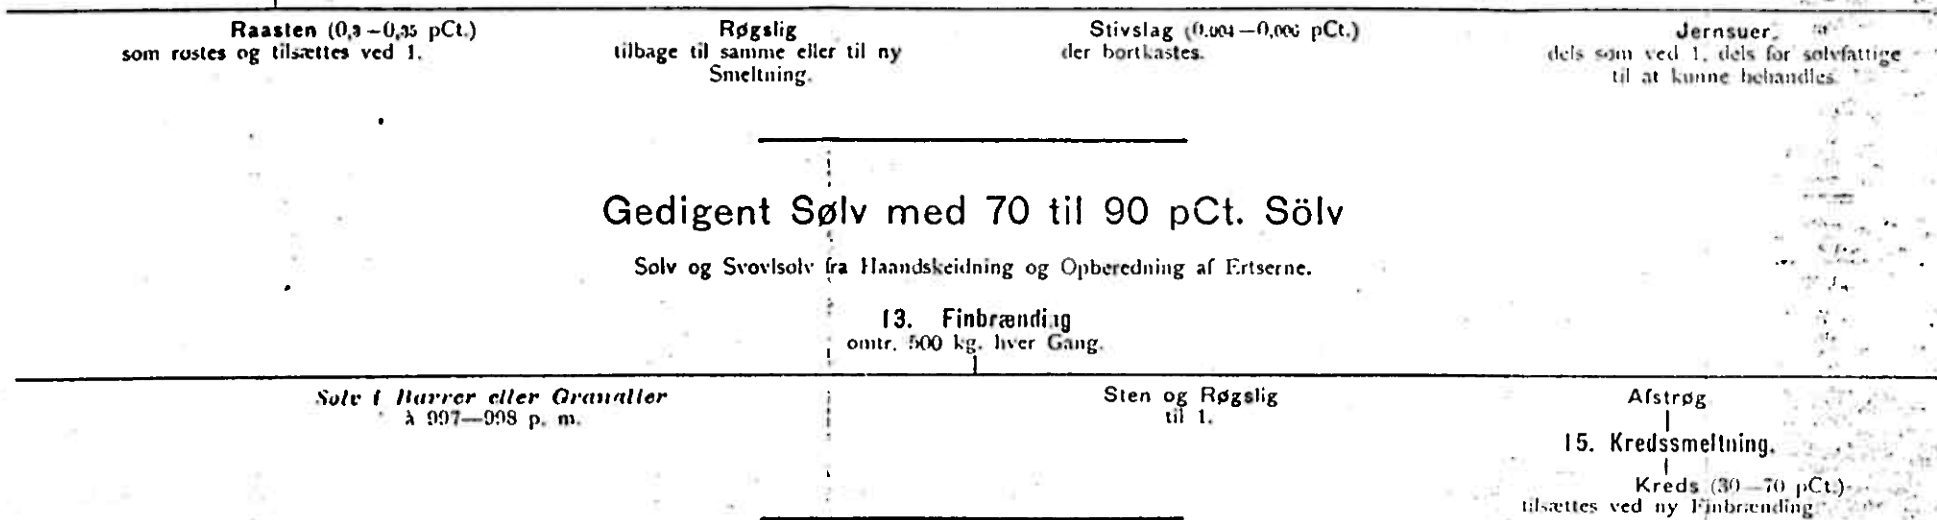 Raasten (0,3–0,35 pCt.)
som rostes og tilsættes ved 1.
Røgslig
tilbage til samme eller til ny
Smeltning.
Stivslag (0.004–0,006 pCt.)
der bortkastes.
Jernsuer,
dels som ved 1, dels for sølvfattige
til at kunne behandles.
Gedigent Sølv med 70 til 90 pCt. Sölv
Sølv og Svovlsølv fra Haandskeidning og Opberedning af Ertserne.
13. Finbrænding
omtr. 500 kg. hver Gang.
Sølv i Barrer eller Granaller
à 997—998 p. m.
Sten og Røgslig
til 1.
Afstrøg
15. Kredssmeltning.
Kreds (30–70 pCt.)
tilsættes ved ny Finbrænding